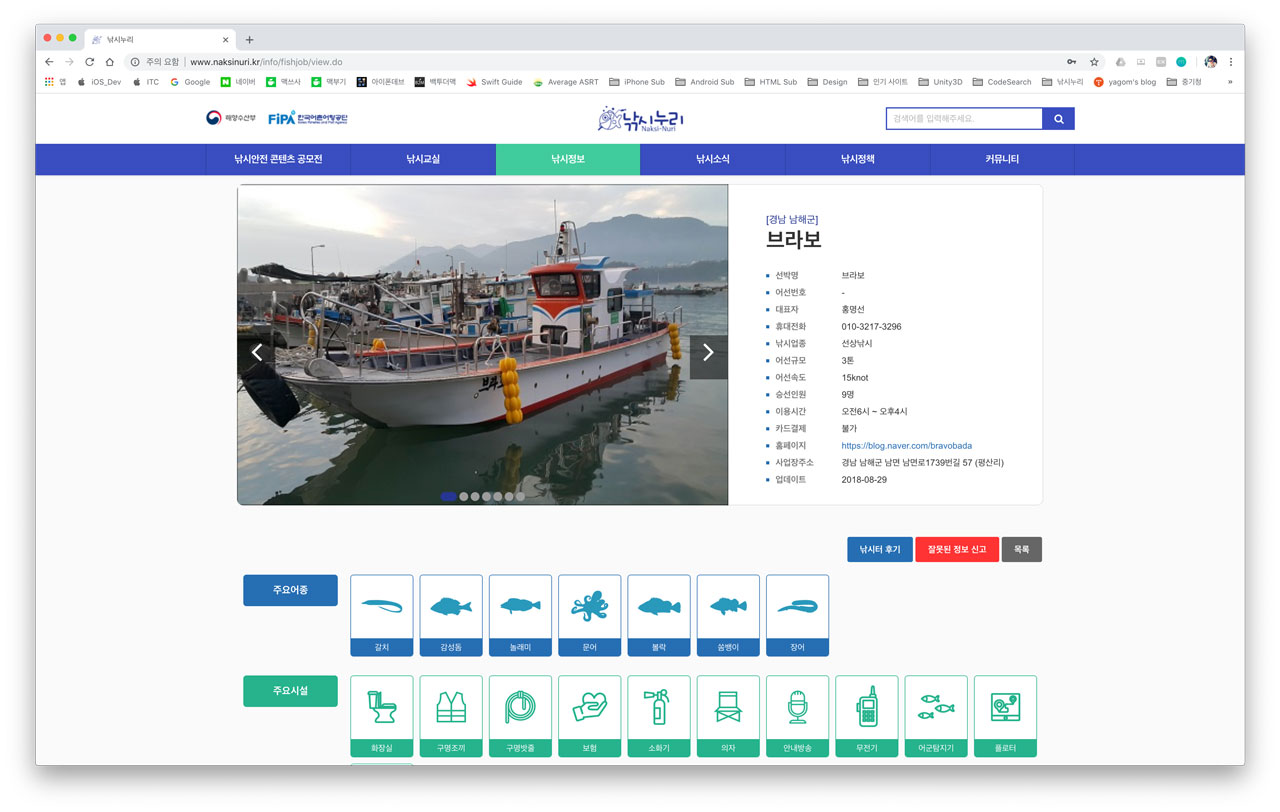 낚시누리
주의 요함 | www.naksinuri.kr/info/fishjob/view.do
앱 iOS_Dev ITC Google 네이버 맥쓰사 맥부기 아이폰데브 백투더맥 Swift Guide Average ASRT iPhone Sub Android Sub HTML Sub Design 인기 사이트 Unity3D CodeSearch 낚시누리 yagom's blog 중기청 »
해양수산부 FiPA 한국어촌어항공단 낚시누리 Naksi-Nuri 검색어를 입력해주세요.
낚시안전 콘텐츠 공모전 낚시교실 낚시정보 낚시소식 낚시정책 커뮤니티
브라보
[경남 남해군]
브라보
선박명 브라보
어선번호 -
대표자 홍명선
휴대전화 010-3217-3296
낚시업종 선상낚시
어선규모 3톤
어선속도 15knot
승선인원 9명
이용시간 오전6시 ~ 오후4시
카드결제 불가
홈페이지 https://blog.naver.com/bravobada
사업장주소 경남 남해군 남면 남면로1739번길 57 (평산리)
업데이트 2018-08-29
낚시터 후기 잘못된 정보 신고 목록
주요어종
갈치 감성돔 놀래미 문어 볼락 쏨뱅이 장어
주요시설
화장실 구명조끼 구명밧줄 보험 소화기 의자 안내방송 무전기 어군탐지기 플로터